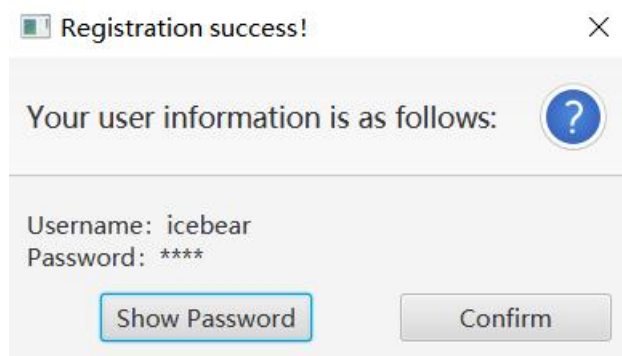 Registration success!
Your user information is as follows:
Username: icebear
Password: ****
Show Password
Confirm